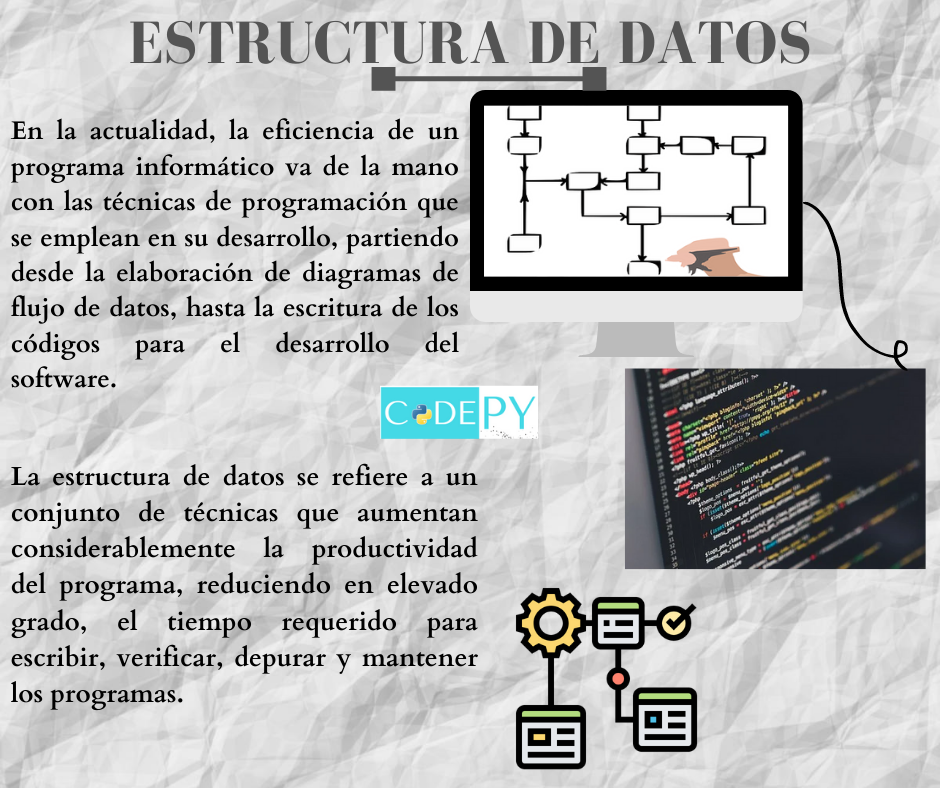 ESTRUCTURA DE DATOS
En la actualidad, la eficiencia de un
programa informático va de la mano
con las técnicas de programación que
se emplean en su desarrollo, partiendo
desde la elaboración de diagramas de
flujo de datos, hasta la escritura de los
códigos para el desarrollo del
software.
CODEPY
La estructura de datos se refiere a un
conjunto de técnicas que aumentan
considerablemente la productividad
del programa, reduciendo en elevado
grado, el tiempo requerido para
escribir, verificar, depurar y mantener
los programas.